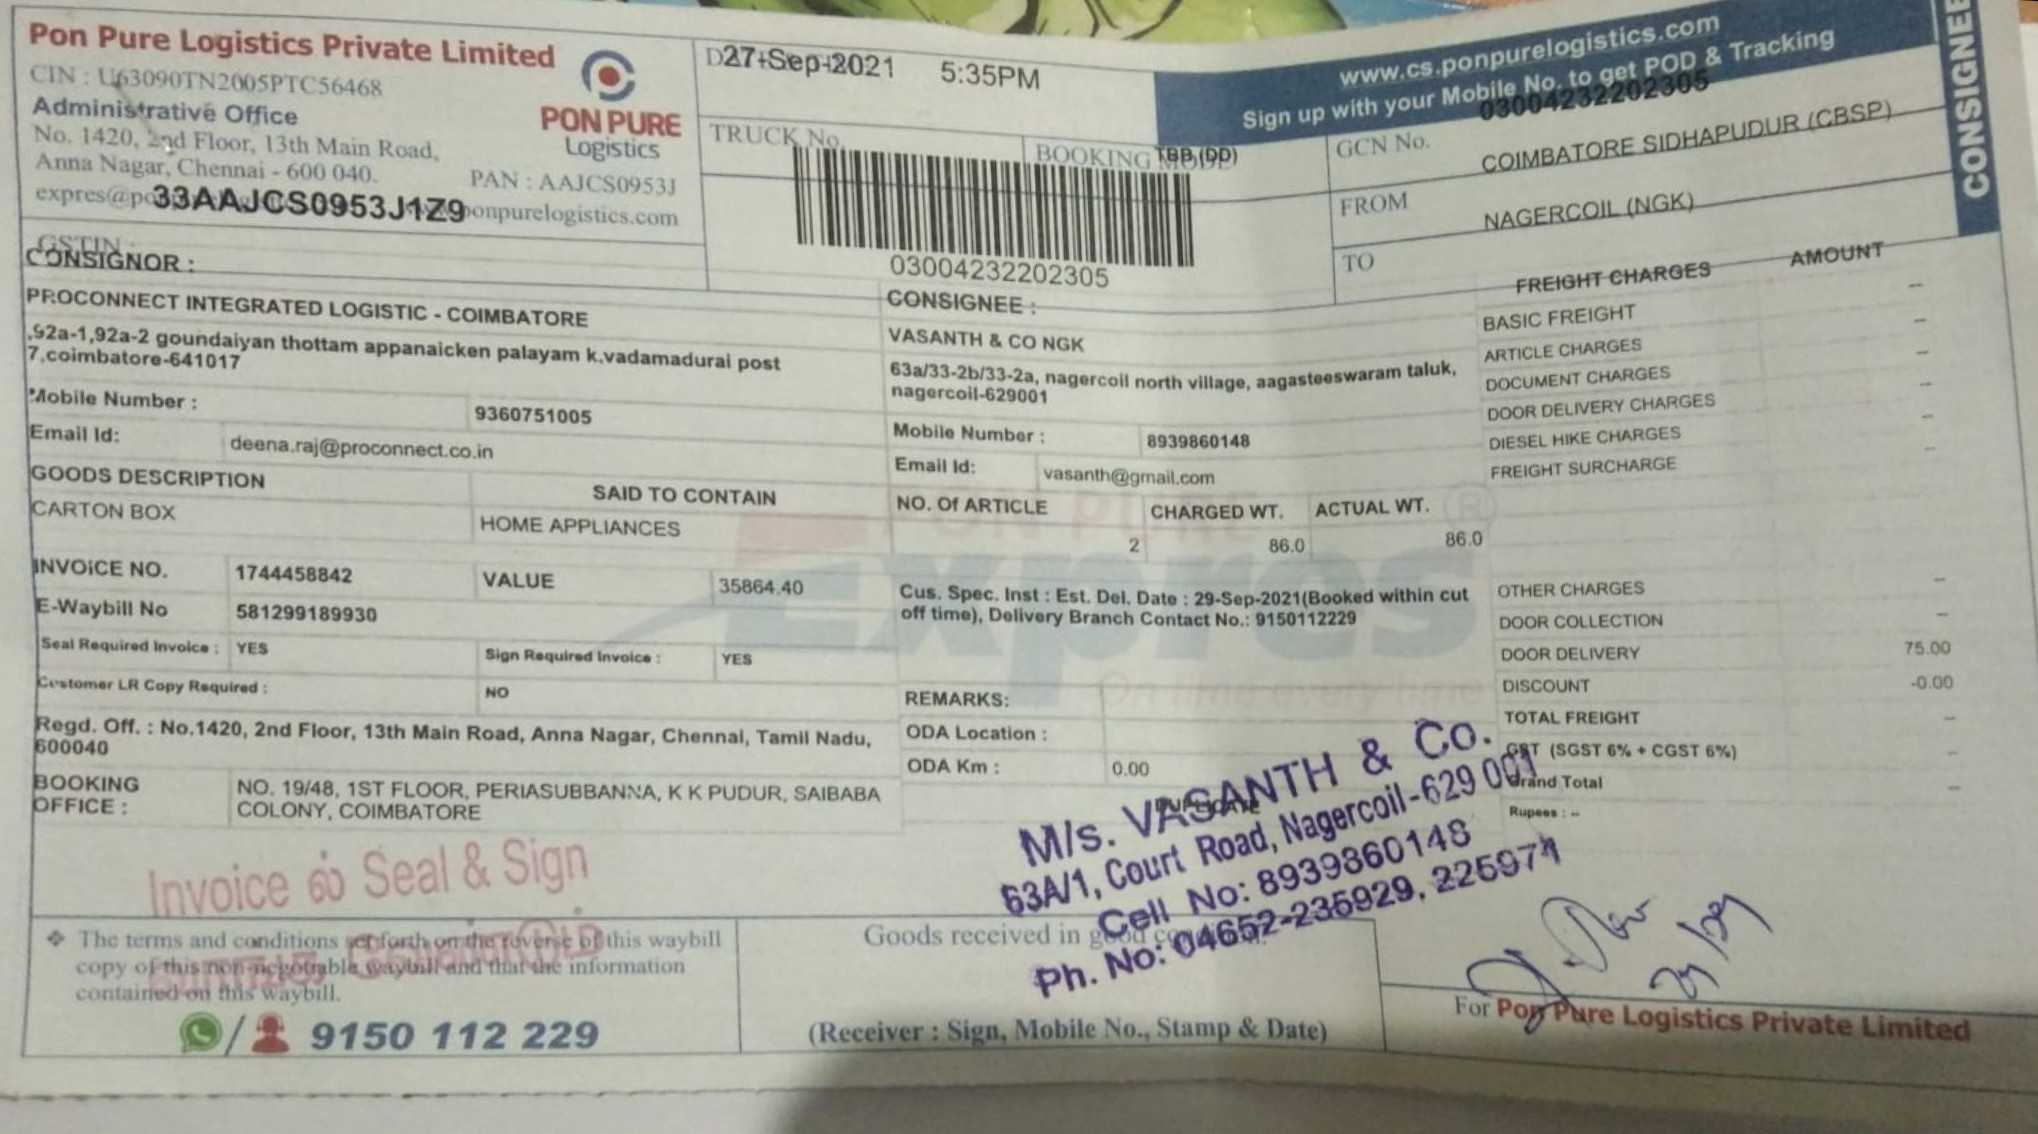 Pon Pure Logistics Private Limited
CIN : U63090TN2005PTC56468
Administrative Office
No. 1420, 2nd Floor, 13th Main Road,
Anna Nagar, Chennai - 600 040.
PAN : AAJCS0953J
33AAJCS0953J1Z9
ponpurelogistics.com
GSTIN :
PON PURE
Logistics
27-Sep-2021 5:35PM
TRUCK No.
BOOKING MODE
TBB (DD)
03004232202305
www.cs.ponpurelogistics.com
Sign up with your Mobile No. to get POD & Tracking
GCN No. 03004232202305
FROM COIMBATORE SIDHAPUDUR (CBSP)
TO NAGERCOIL (NGK)
CONSIGNEE
CONSIGNOR :
PROCONNECT INTEGRATED LOGISTIC - COIMBATORE
,92a-1,92a-2 goundaiyan thottam appanaicken palayam k.vadamadurai post
7,coimbatore-641017
Mobile Number : 9360751005
Email Id: deena.raj@proconnect.co.in
CONSIGNEE :
VASANTH & CO NGK
63a/33-2b/33-2a, nagercoil north village, aagasteeswaram taluk,
nagercoil-629001
Mobile Number : 8939860148
Email Id: vasanth@gmail.com
GOODS DESCRIPTION SAID TO CONTAIN
CARTON BOX HOME APPLIANCES
NO. Of ARTICLE CHARGED WT. ACTUAL WT.
2 86.0 86.0
INVOICE NO. 1744458842 VALUE 35864.40
E-Waybill No 581299189930
Seal Required Invoice : YES Sign Required Invoice : YES
Customer LR Copy Required : NO
Regd. Off. : No.1420, 2nd Floor, 13th Main Road, Anna Nagar, Chennai, Tamil Nadu,
600040
BOOKING OFFICE : NO. 19/48, 1ST FLOOR, PERIASUBBANNA, K K PUDUR, SAIBABA
COLONY, COIMBATORE
Cus. Spec. Inst : Est. Del. Date : 29-Sep-2021(Booked within cut
off time), Delivery Branch Contact No.: 9150112229
REMARKS:
ODA Location :
ODA Km : 0.00
FREIGHT CHARGES AMOUNT
BASIC FREIGHT --
ARTICLE CHARGES --
DOCUMENT CHARGES --
DOOR DELIVERY CHARGES --
DIESEL HIKE CHARGES --
FREIGHT SURCHARGE --
OTHER CHARGES --
DOOR COLLECTION --
DOOR DELIVERY 75.00
DISCOUNT -0.00
TOTAL FREIGHT --
GST (SGST 6% + CGST 6%) --
Grand Total --
Rupees : --
PON PURE
Expres
On time every time
M/s. VASANTH & Co.
63A/1, Court Road, Nagercoil-629 001
Cell No: 8939860148
Ph. No: 04652-235929, 225971
Invoice ல் Seal & Sign
The terms and conditions set forth on the reverse of this waybill
copy of this non-negotiable waybill and that the information
contained on this waybill.
9150 112 229
Goods received in good condition.
(Receiver : Sign, Mobile No., Stamp & Date)
For Pon Pure Logistics Private Limited